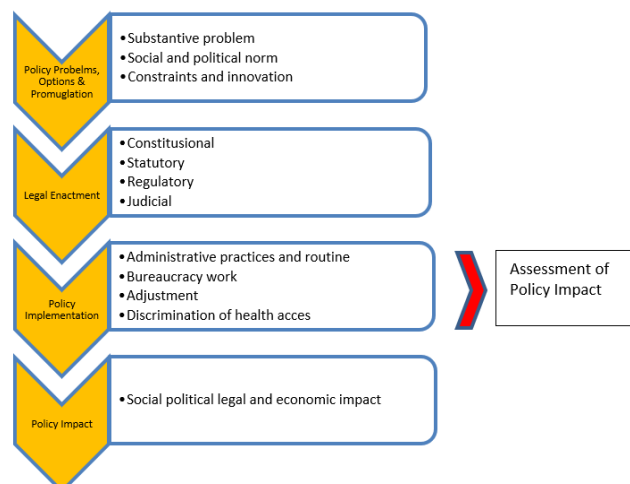 Policy Probelms,
Options &
Promuglation
•Substantive problem
•Social and political norm
•Constraints and innovation
Legal Enactment
•Constitusional
•Statutory
•Regulatory
•Judicial
Policy
Implementation
•Administrative practices and routine
•Bureaucracy work
•Adjustment
•Discrimination of health acces
Assessment of
Policy Impact
Policy Impact
•Social political legal and economic impact